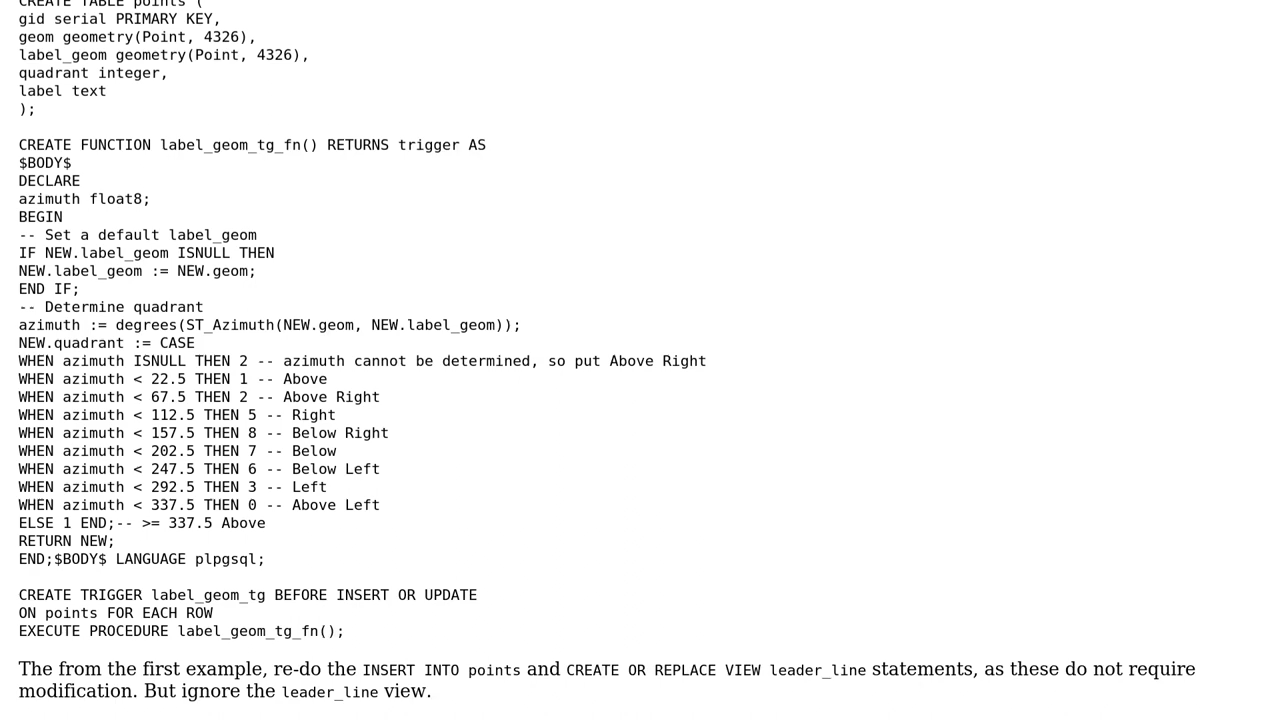 CREATE TABLE points (
gid serial PRIMARY KEY,
geom geometry(Point, 4326),
label_geom geometry(Point, 4326),
quadrant integer,
label text
);
CREATE FUNCTION label_geom_tg_fn() RETURNS trigger AS
$BODY$
DECLARE
azimuth float8;
BEGIN
-- Set a default label_geom
IF NEW.label_geom ISNULL THEN
NEW.label_geom := NEW.geom;
END IF;
-- Determine quadrant
azimuth := degrees(ST_Azimuth(NEW.geom, NEW.label_geom));
NEW.quadrant := CASE
WHEN azimuth ISNULL THEN 2 -- azimuth cannot be determined, so put Above Right
WHEN azimuth < 22.5 THEN 1 -- Above
WHEN azimuth < 67.5 THEN 2 -- Above Right
WHEN azimuth < 112.5 THEN 5 -- Right
WHEN azimuth < 157.5 THEN 8 -- Below Right
WHEN azimuth < 202.5 THEN 7 -- Below
WHEN azimuth < 247.5 THEN 6 -- Below Left
WHEN azimuth < 292.5 THEN 3 -- Left
WHEN azimuth < 337.5 THEN 0 -- Above Left
ELSE 1 END;-- >= 337.5 Above
RETURN NEW;
END;$BODY$ LANGUAGE plpgsql;
CREATE TRIGGER label_geom_tg BEFORE INSERT OR UPDATE
ON points FOR EACH ROW
EXECUTE PROCEDURE label_geom_tg_fn();
The from the first example, re-do the INSERT INTO points and CREATE OR REPLACE VIEW leader_line statements, as these do not require
modification. But ignore the leader_line view.